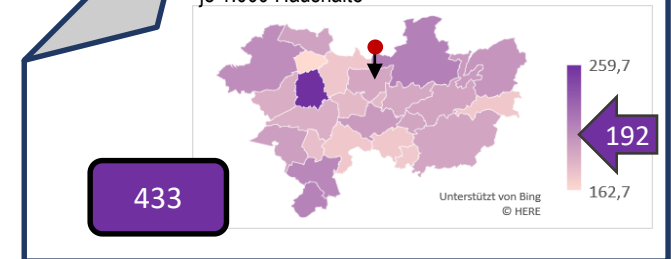 je 1.000 Haushalte
259,7
192
162,7
433
Unterstützt von Bing
© HERE